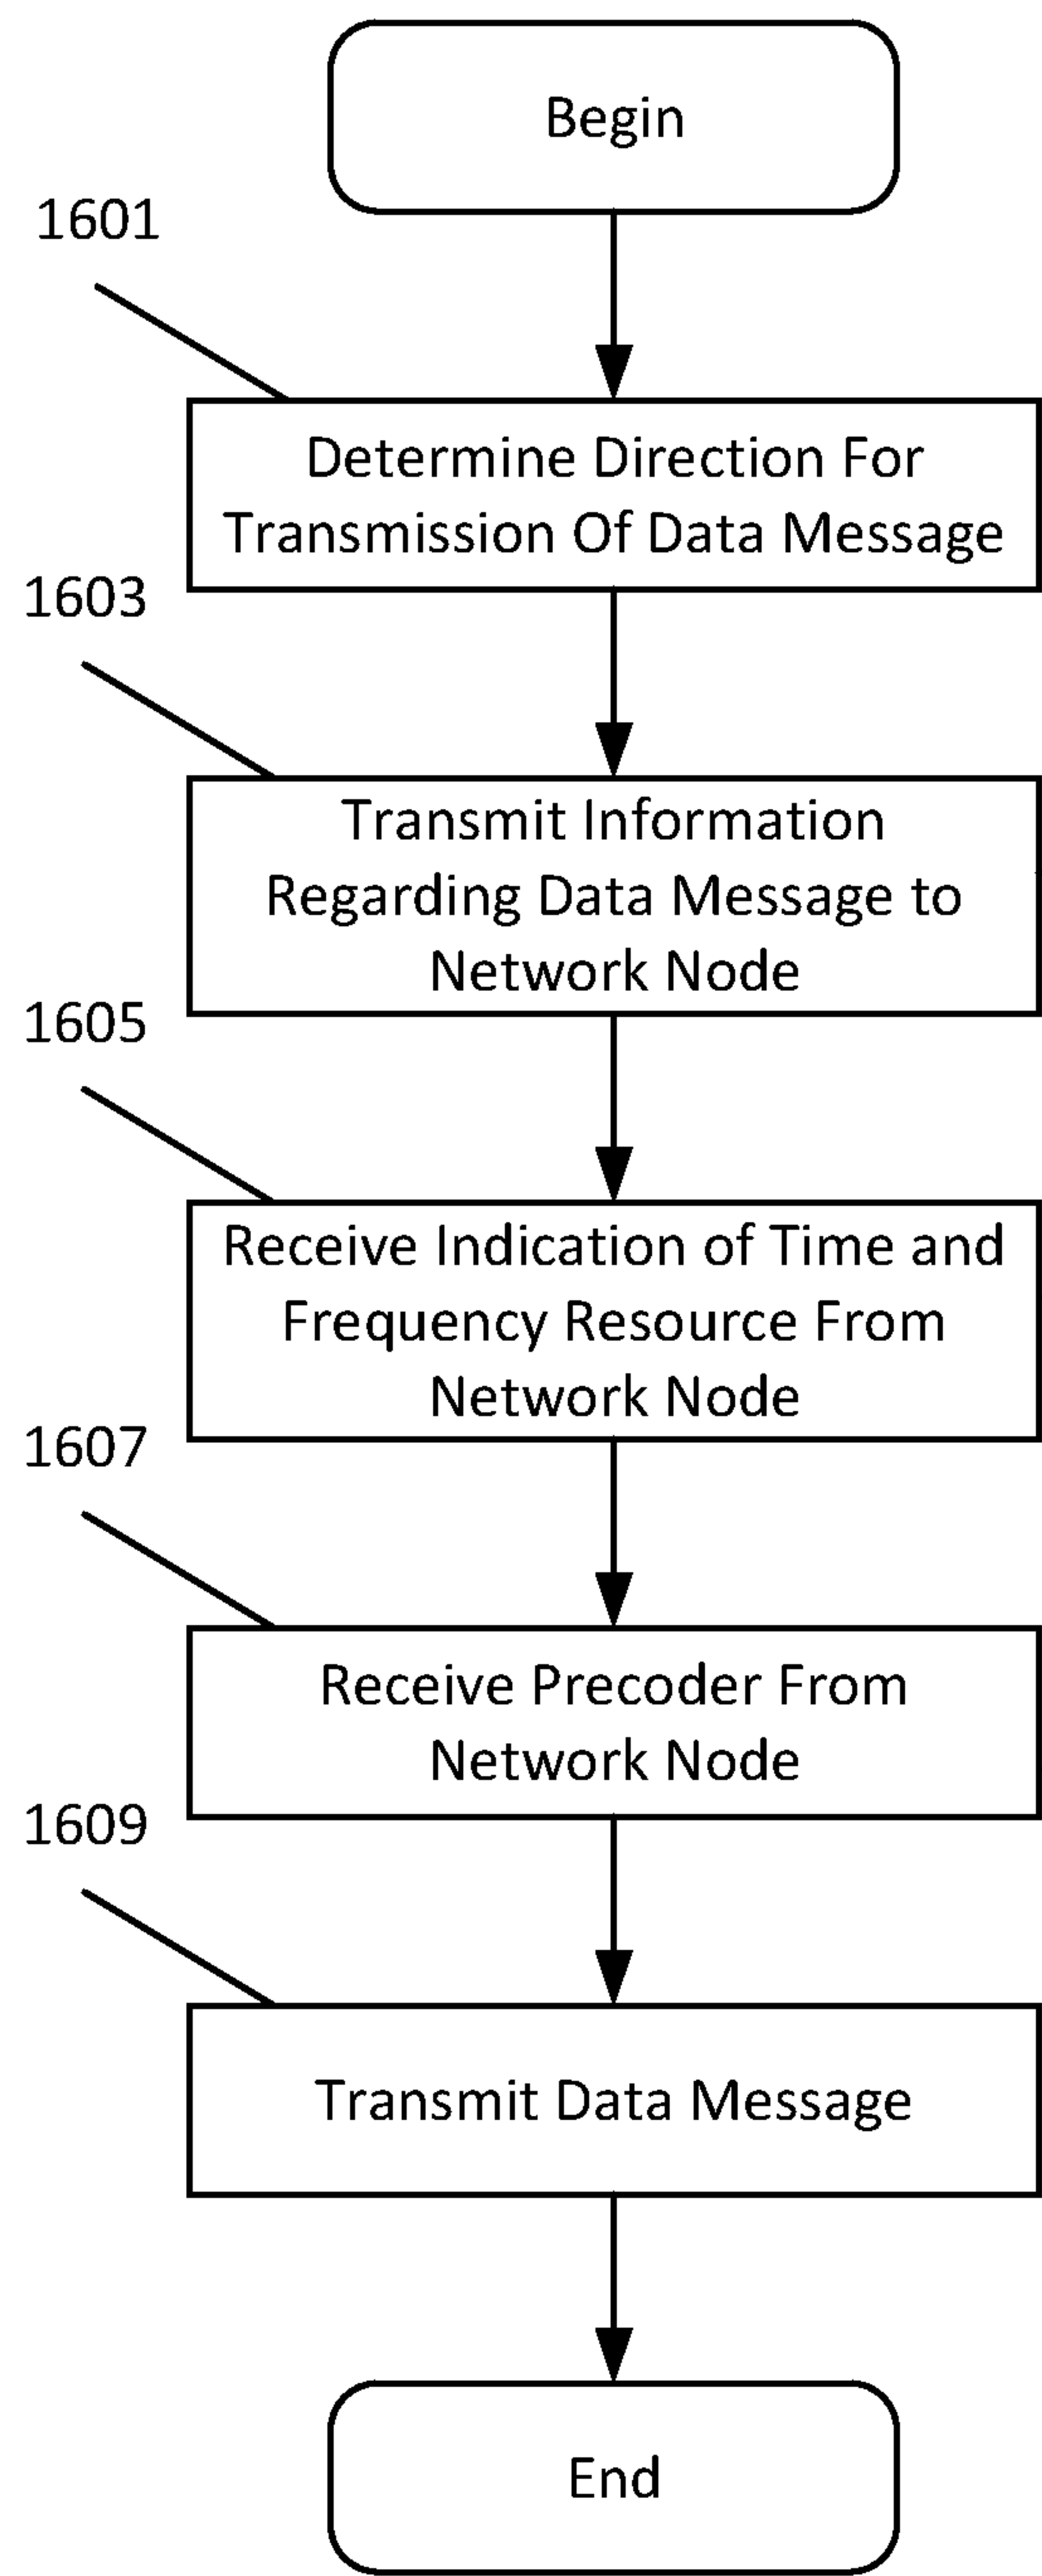 Begin
1601
Determine Direction For
Transmission Of Data Message
1603
Transmit Information
Regarding Data Message to
Network Node
1605
Receive Indication of Time and
Frequency Resource From
Network Node
1607
Receive Precoder From
Network Node
1609
Transmit Data Message
End